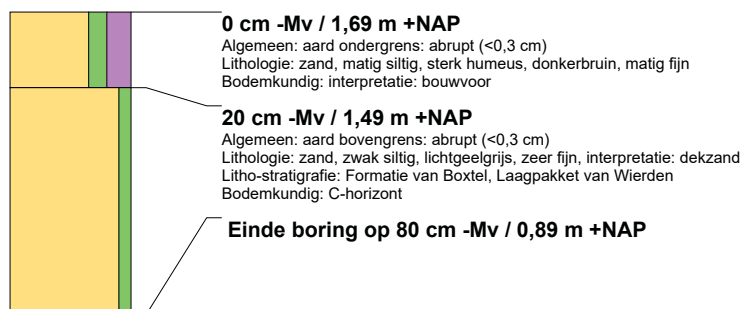 0 cm -Mv / 1,69 m +NAP
Algemeen: aard ondergrens: abrupt (<0,3 cm)
Lithologie: zand, matig siltig, sterk humeus, donkerbruin, matig fijn
Bodemkundig: interpretatie: bouwvoor
20 cm -Mv / 1,49 m +NAP
Algemeen: aard bovengrens: abrupt (<0,3 cm)
Lithologie: zand, zwak siltig, lichtgeelgrijs, zeer fijn, interpretatie: dekzand
Litho-stratigrafie: Formatie van Boxtel, Laagpakket van Wierden
Bodemkundig: C-horizont
Einde boring op 80 cm -Mv / 0,89 m +NAP